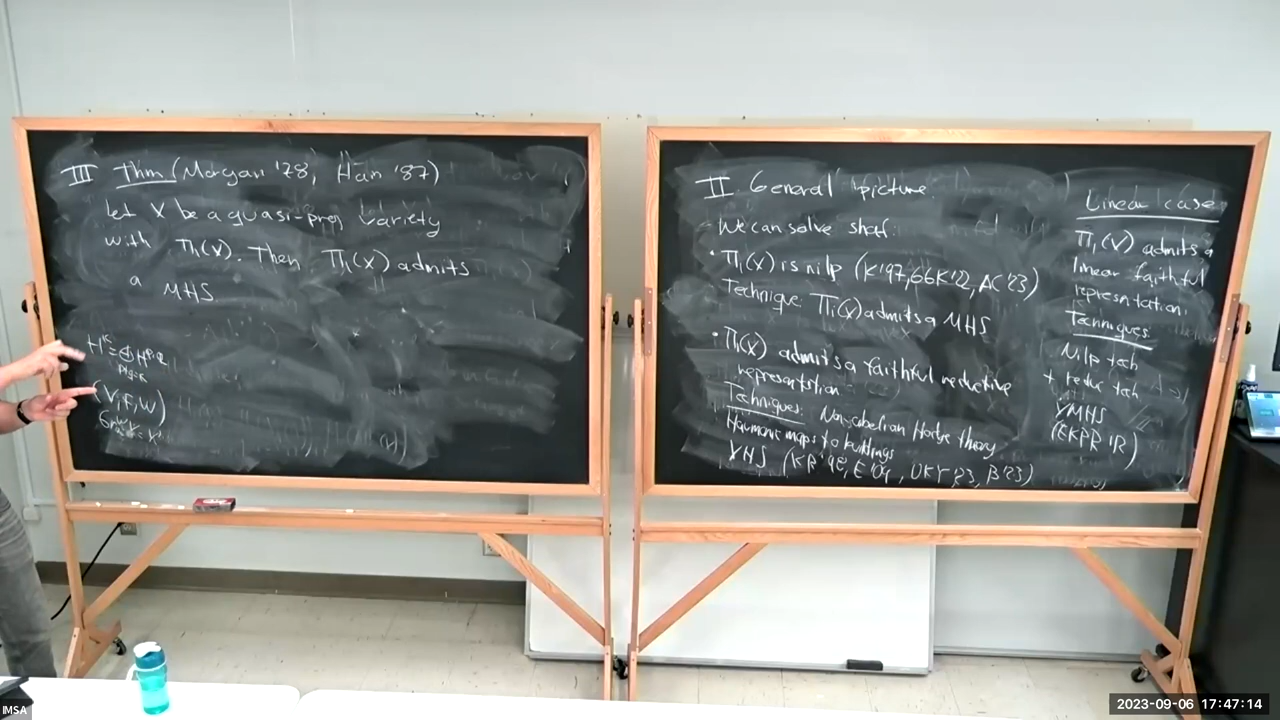 III Thm (Morgan '78, Hain '87)
let X be a quasi-proj variety
with π₁(X). Then π₁(X) admits
a MHS
Hᵏ = ⊕ Hᵖ,q
p+q=k
(V, F, W)
II General picture
We can solve shaf:
• π₁(X) is nilp (K'97, GGK'22, AC'23)
Technique: π₁(X) admits a MHS
• π₁(X) admits a faithful reductive
representation
Techniques: Nonabelian Hodge theory
Harmonic maps to buildings
VHS (KR'98, E'04, DKY'23, B'23)
Linear case
π₁(V) admits a
linear faithful
representation.
Techniques:
Nilp tech
+ reduc tech
VMHS
(EKPR'12)
2023-09-06 17:47:14
IMSA